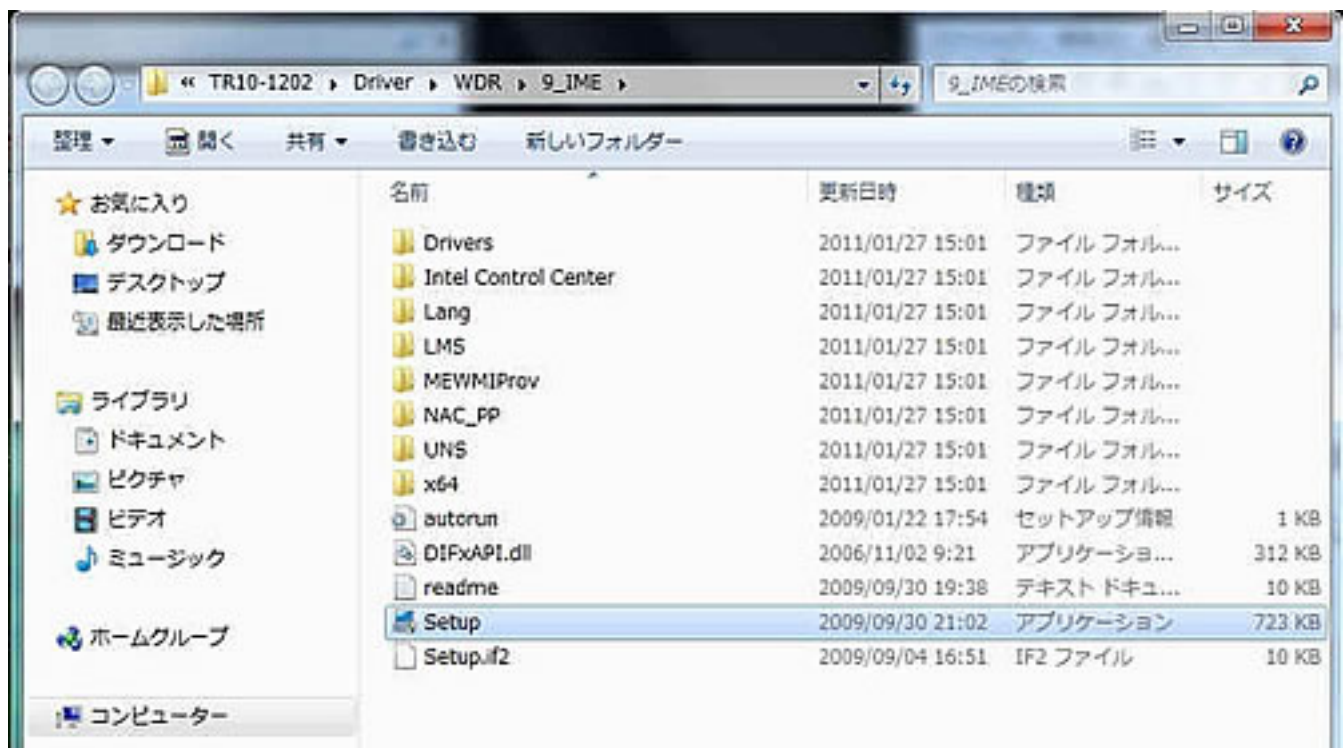 « TR10-1202 ▸ Driver ▸ WDR ▸ 9_IME ▸
9_IMEの検索
整理 ▾ 開く 共有 ▾ 書き込む 新しいフォルダー
名前 更新日時 種類 サイズ
お気に入り
ダウンロード
デスクトップ
最近表示した場所
ライブラリ
ドキュメント
ピクチャ
ビデオ
ミュージック
ホームグループ
コンピューター
Drivers 2011/01/27 15:01 ファイル フォル...
Intel Control Center 2011/01/27 15:01 ファイル フォル...
Lang 2011/01/27 15:01 ファイル フォル...
LMS 2011/01/27 15:01 ファイル フォル...
MEWMIProv 2011/01/27 15:01 ファイル フォル...
NAC_PP 2011/01/27 15:01 ファイル フォル...
UNS 2011/01/27 15:01 ファイル フォル...
x64 2011/01/27 15:01 ファイル フォル...
autorun 2009/01/22 17:54 セットアップ情報 1 KB
DIFxAPI.dll 2006/11/02 9:21 アプリケーショ... 312 KB
readme 2009/09/30 19:38 テキスト ドキュ... 10 KB
Setup 2009/09/30 21:02 アプリケーション 723 KB
Setup.if2 2009/09/04 16:51 IF2 ファイル 10 KB